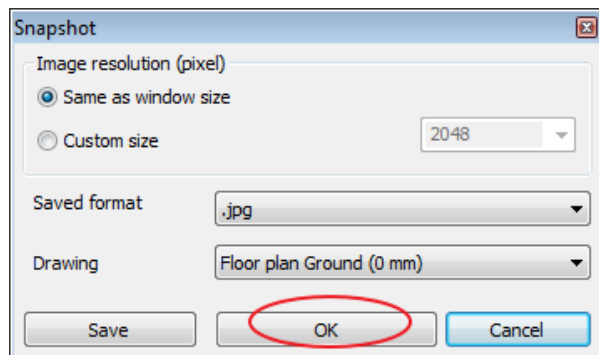 Snapshot
Image resolution (pixel)
Same as window size
Custom size 2048
Saved format .jpg
Drawing Floor plan Ground (0 mm)
Save OK Cancel